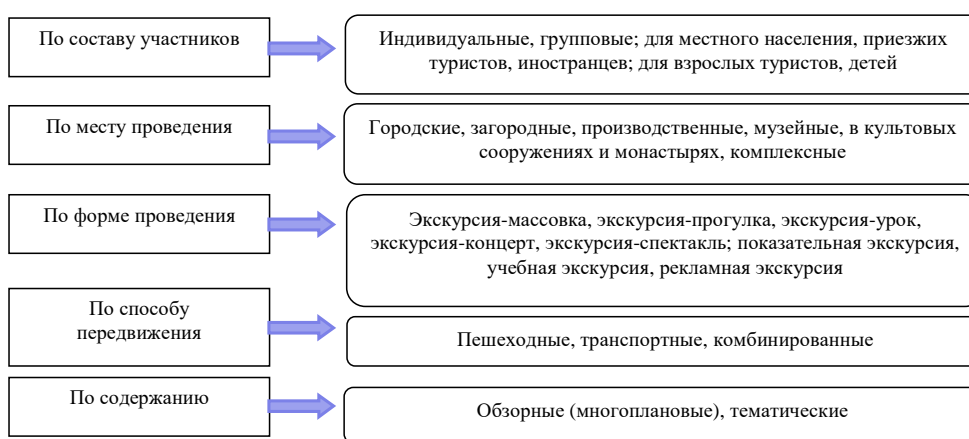 По составу участников
Индивидуальные, групповые; для местного населения, приезжих
туристов, иностранцев; для взрослых туристов, детей
По месту проведения
Городские, загородные, производственные, музейные, в культовых
сооружениях и монастырях, комплексные
По форме проведения
Экскурсия-массовка, экскурсия-прогулка, экскурсия-урок,
экскурсия-концерт, экскурсия-спектакль; показательная экскурсия,
учебная экскурсия, рекламная экскурсия
По способу
передвижения
Пешеходные, транспортные, комбинированные
По содержанию
Обзорные (многоплановые), тематические